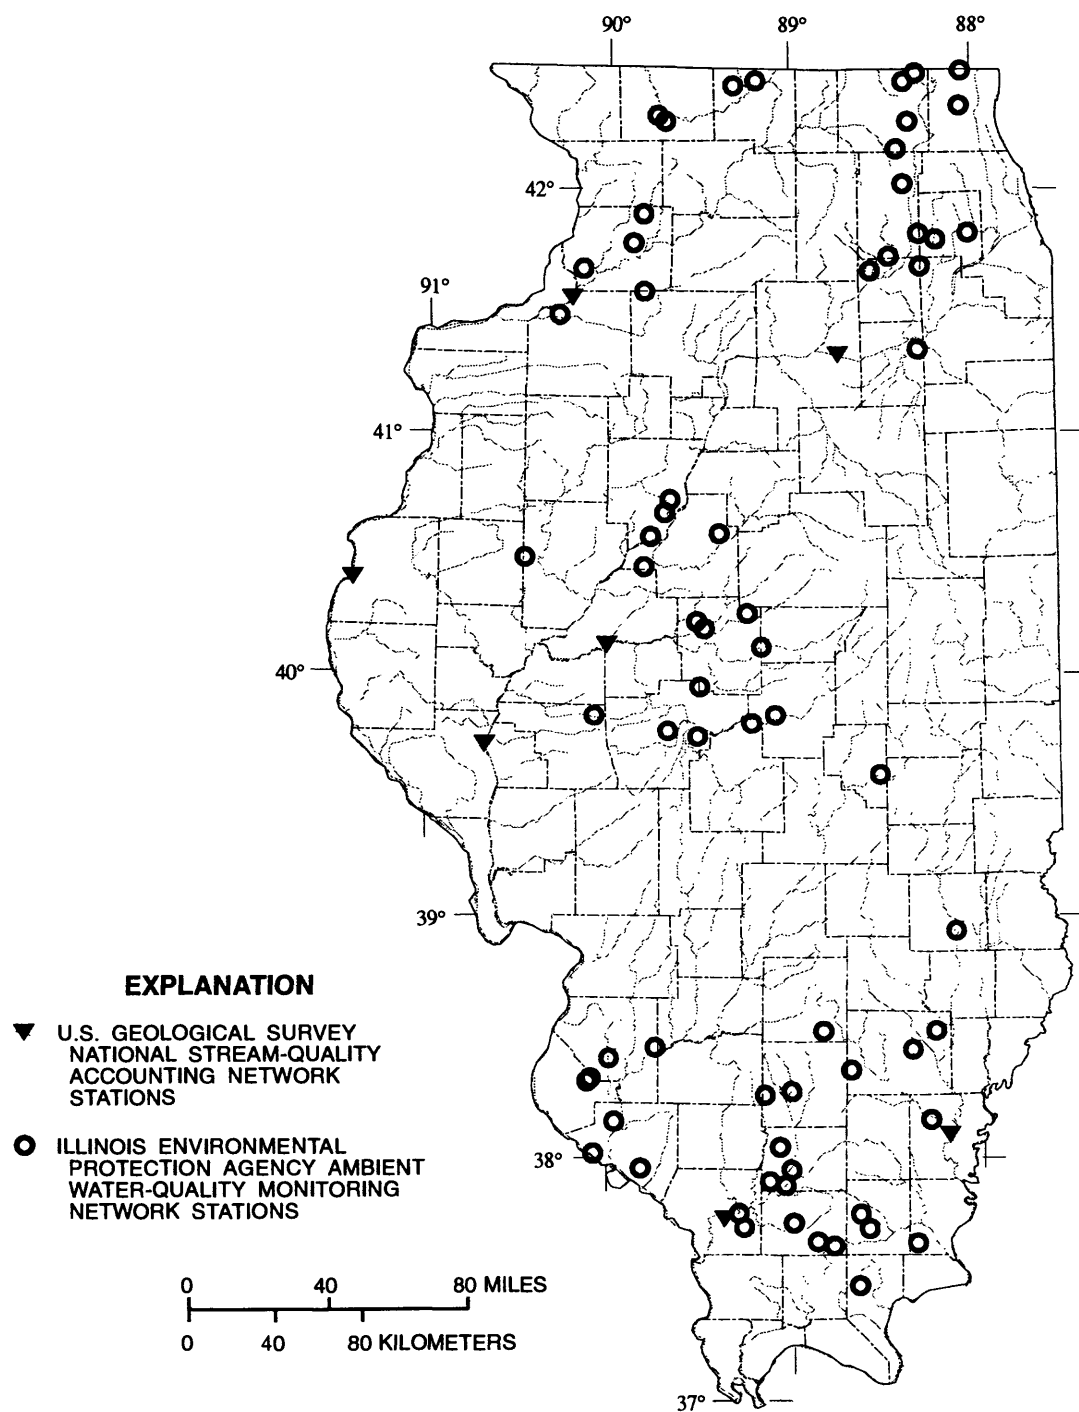 90° 89° 88°
42°
91°
41°
40°
39°
EXPLANATION
U.S. GEOLOGICAL SURVEY
NATIONAL STREAM-QUALITY
ACCOUNTING NETWORK
STATIONS
ILLINOIS ENVIRONMENTAL
PROTECTION AGENCY AMBIENT
WATER-QUALITY MONITORING
NETWORK STATIONS
38°
0 40 80 MILES
0 40 80 KILOMETERS
37°